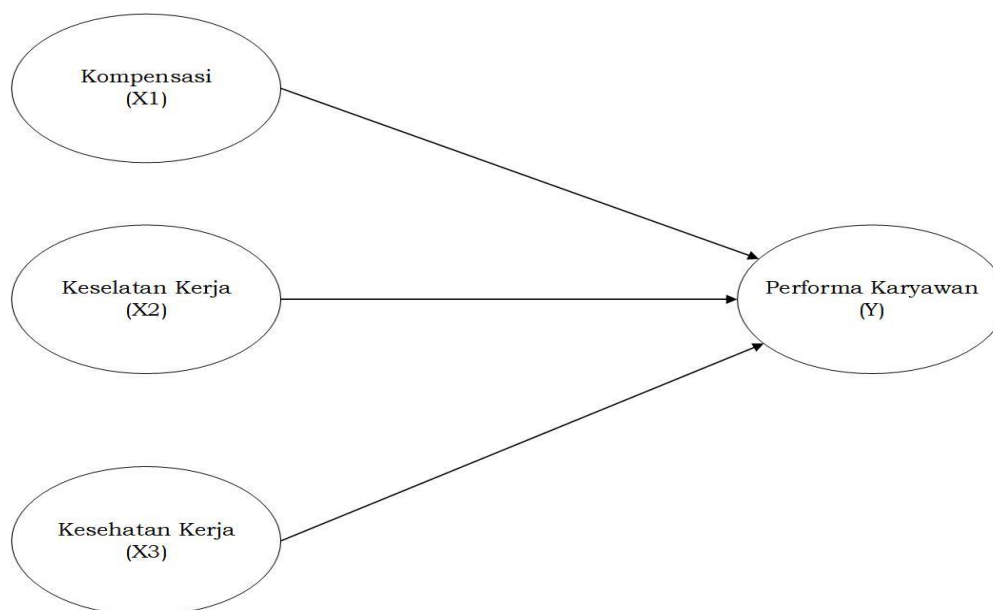 Kompensasi
(X1)
Keselatan Kerja
(X2)
Performa Karyawan
(Y)
Kesehatan Kerja
(X3)